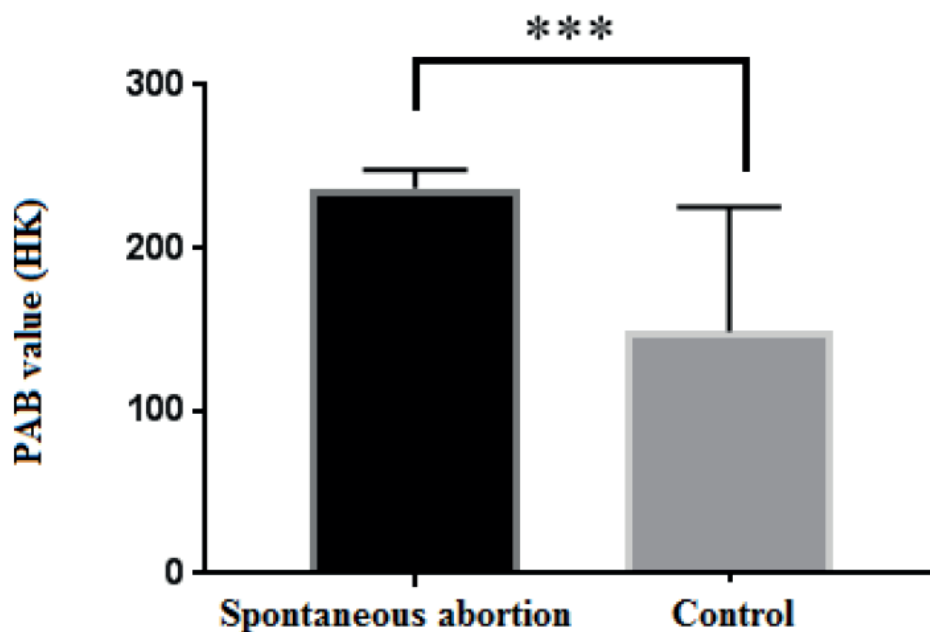 ***
300
200
100
0
PAB value (HK)
Spontaneous abortion
Control